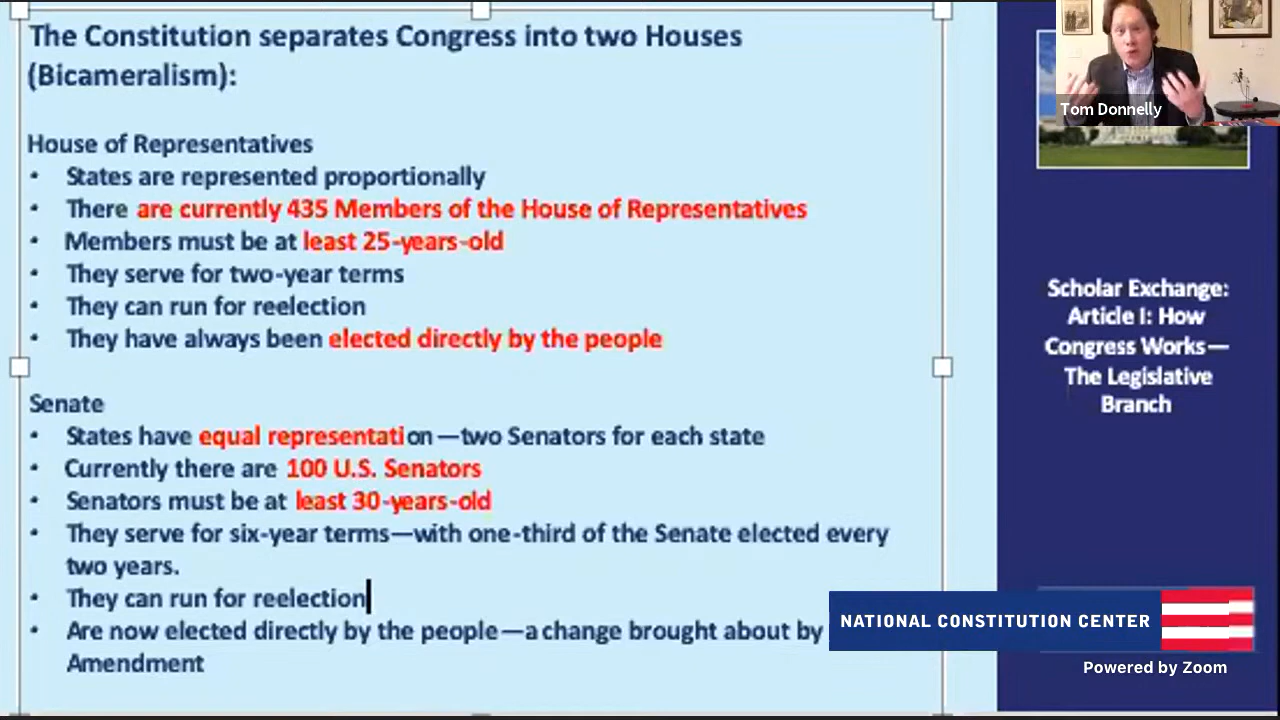 The Constitution separates Congress into two Houses
(Bicameralism):
House of Representatives
• States are represented proportionally
• There are currently 435 Members of the House of Representatives
• Members must be at least 25-years-old
• They serve for two-year terms
• They can run for reelection
• They have always been elected directly by the people
Senate
• States have equal representation—two Senators for each state
• Currently there are 100 U.S. Senators
• Senators must be at least 30-years-old
• They serve for six-year terms—with one-third of the Senate elected every
two years.
• They can run for reelection
• Are now elected directly by the people—a change brought about by
Amendment
Tom Donnelly
Scholar Exchange:
Article I: How
Congress Works—
The Legislative
Branch
NATIONAL CONSTITUTION CENTER
Powered by Zoom